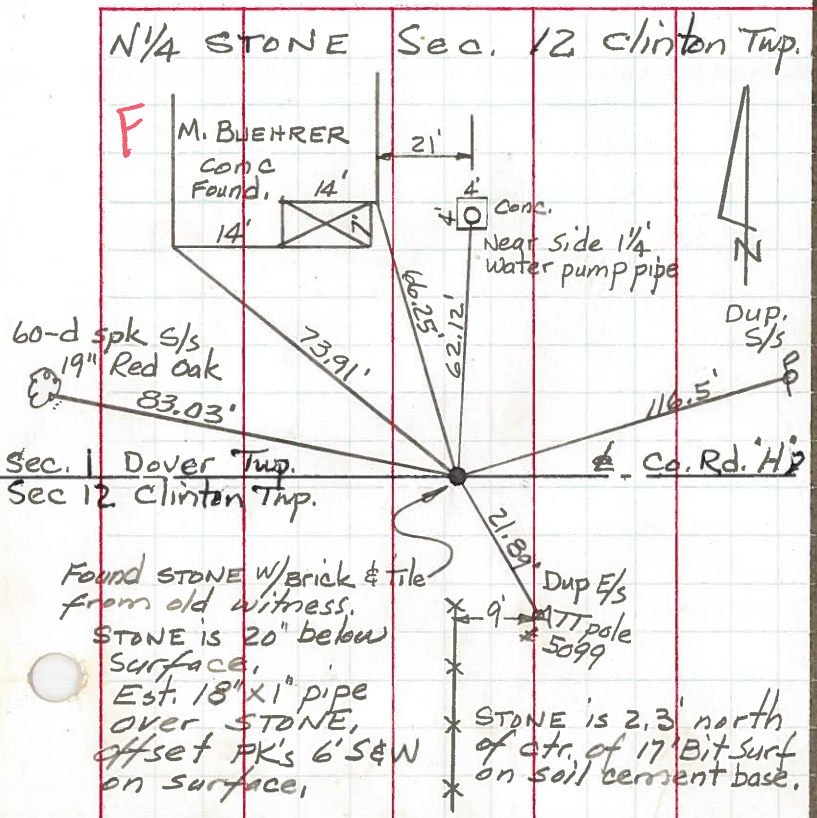 N 1/4 STONE Sec. 12 Clinton Twp.
F
M. BUEHRER
Conc
Found.
14'
14'
7'
21'
4'
4'
Conc.
Near Side 1 1/4"
Water pump pipe
N
60-d spk S/s
19" Red Oak
83.03'
73.91'
66.25'
62.12'
Dup.
S/s
116.5'
Sec. 1 Dover Twp.
Sec 12 Clinton Twp.
℄ Co. Rd. "H"
21.89'
Found STONE W/Brick & tile
from old witness.
STONE is 20" below
Surface.
Est. 18" x 1" pipe
over STONE.
offset PK's 6' S & W
on surface.
9'
Dup E/s
TT pole
# 5099
STONE is 2.3' north
of ctr. of 17' Bit Surf
on soil cement base.